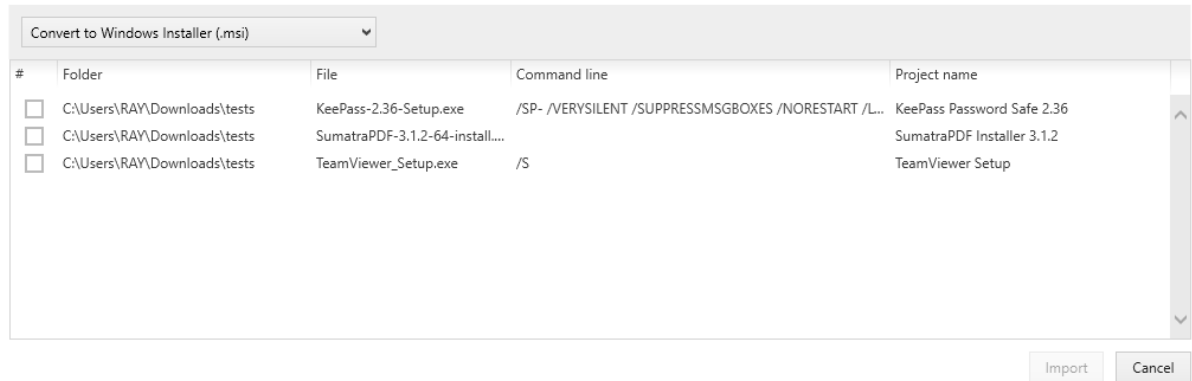 Convert to Windows Installer (.msi)
# Folder File Command line Project name
C:\Users\RAY\Downloads\tests KeePass-2.36-Setup.exe /SP- /VERYSILENT /SUPPRESSMSGBOXES /NORESTART /L... KeePass Password Safe 2.36
C:\Users\RAY\Downloads\tests SumatraPDF-3.1.2-64-install.... SumatraPDF Installer 3.1.2
C:\Users\RAY\Downloads\tests TeamViewer_Setup.exe /S TeamViewer Setup
Import Cancel